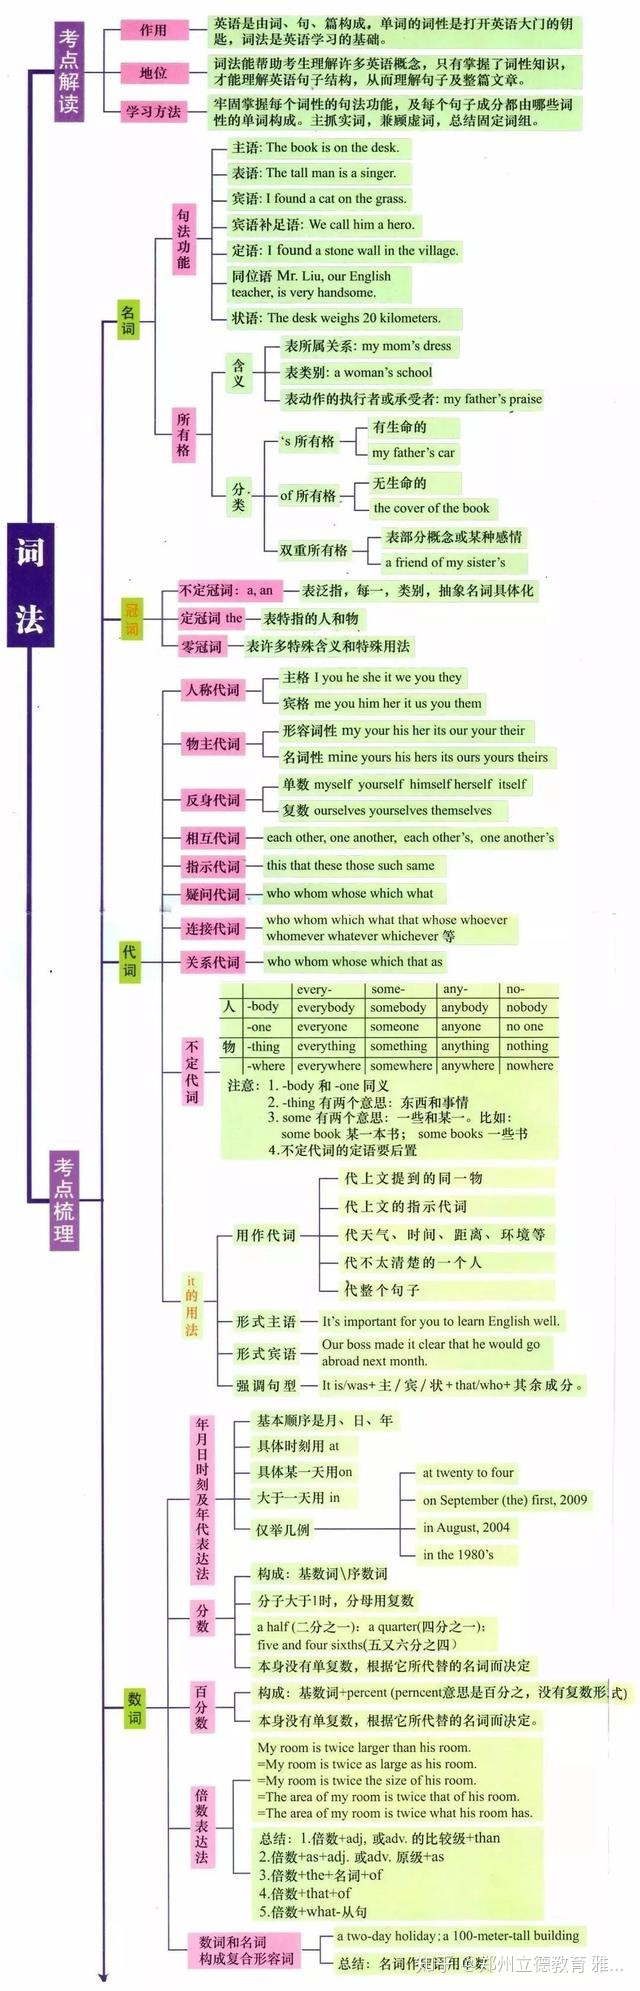 词法
考点解读
作用
英语是由词、句、篇构成，单词的词性是打开英语大门的钥
匙，词法是英语学习的基础。
地位
词法能帮助考生理解许多英语概念，只有掌握了词性知识，
才能理解英语句子结构，从而理解句子及整篇文章。
学习方法
牢固掌握每个词性的句法功能，及每个句子成分都由哪些词
性的单词构成。主抓实词，兼顾虚词，总结固定词组。
考点梳理
名词
句法功能
主语: The book is on the desk.
表语: The tall man is a singer.
宾语: I found a cat on the grass.
宾语补足语: We call him a hero.
定语: I found a stone wall in the village.
同位语 Mr. Liu, our English
teacher, is very handsome.
状语: The desk weighs 20 kilometers.
所有格
含义
表所属关系: my mom's dress
表类别: a woman's school
表动作的执行者或承受者: my father's praise
分类
's 所有格
有生命的
my father's car
of 所有格
无生命的
the cover of the book
双重所有格
表部分概念或某种感情
a friend of my sister's
冠词
不定冠词：a, an
表泛指，每一，类别，抽象名词具体化
定冠词 the
表特指的人和物
零冠词
表许多特殊含义和特殊用法
代词
人称代词
主格 I you he she it we you they
宾格 me you him her it us you them
物主代词
形容词性 my your his her its our your their
名词性 mine yours his hers its ours yours theirs
反身代词
单数 myself yourself himself herself itself
复数 ourselves yourselves themselves
相互代词
each other, one another, each other's, one another's
指示代词
this that these those such same
疑问代词
who whom whose which what
连接代词
who whom which what that whose whoever
whomever whatever whichever 等
关系代词
who whom whose which that as
不定代词
every- some- any- no-
人 -body everybody somebody anybody nobody
-one everyone someone anyone no one
物 -thing everything something anything nothing
-where everywhere somewhere anywhere nowhere
注意：1. -body 和 -one 同义
2. -thing 有两个意思：东西和事情
3. some 有两个意思：一些和某一。比如：
some book 某一本书； some books 一些书
4.不定代词的定语要后置
it的用法
用作代词
代上文提到的同一物
代上文的指示代词
代天气、时间、距离、环境等
代不太清楚的一个人
代整个句子
形式主语
It's important for you to learn English well.
形式宾语
Our boss made it clear that he would go
abroad next month.
强调句型
It is/was+主/宾/状+that/who+其余成分。
数词
年月日时刻及年代表达法
基本顺序是月、日、年
具体时刻用 at
具体某一天用on
大于一天用 in
仅举几例
at twenty to four
on September (the) first, 2009
in August, 2004
in the 1980's
分数
构成：基数词\序数词
分子大于1时，分母用复数
a half (二分之一)；a quarter(四分之一)；
five and four sixths(五又六分之四）
本身没有单复数，根据它所代替的名词而决定
百分数
构成：基数词+percent (perncent意思是百分之，没有复数形式)
本身没有单复数，根据它所代替的名词而决定。
倍数表达法
My room is twice larger than his room.
=My room is twice as large as his room.
=My room is twice the size of his room.
=The area of my room is twice that of his room.
=The area of my room is twice what his room has.
总结：1.倍数+adj, 或adv. 的比较级+than
2.倍数+as+adj. 或adv. 原级+as
3.倍数+the+名词+of
4.倍数+that+of
5.倍数+what-从句
数词和名词
构成复合形容词
a two-day holiday; a 100-meter-tall building
总结：名词作定语用单数
知乎 @郑州立德教育 雅...